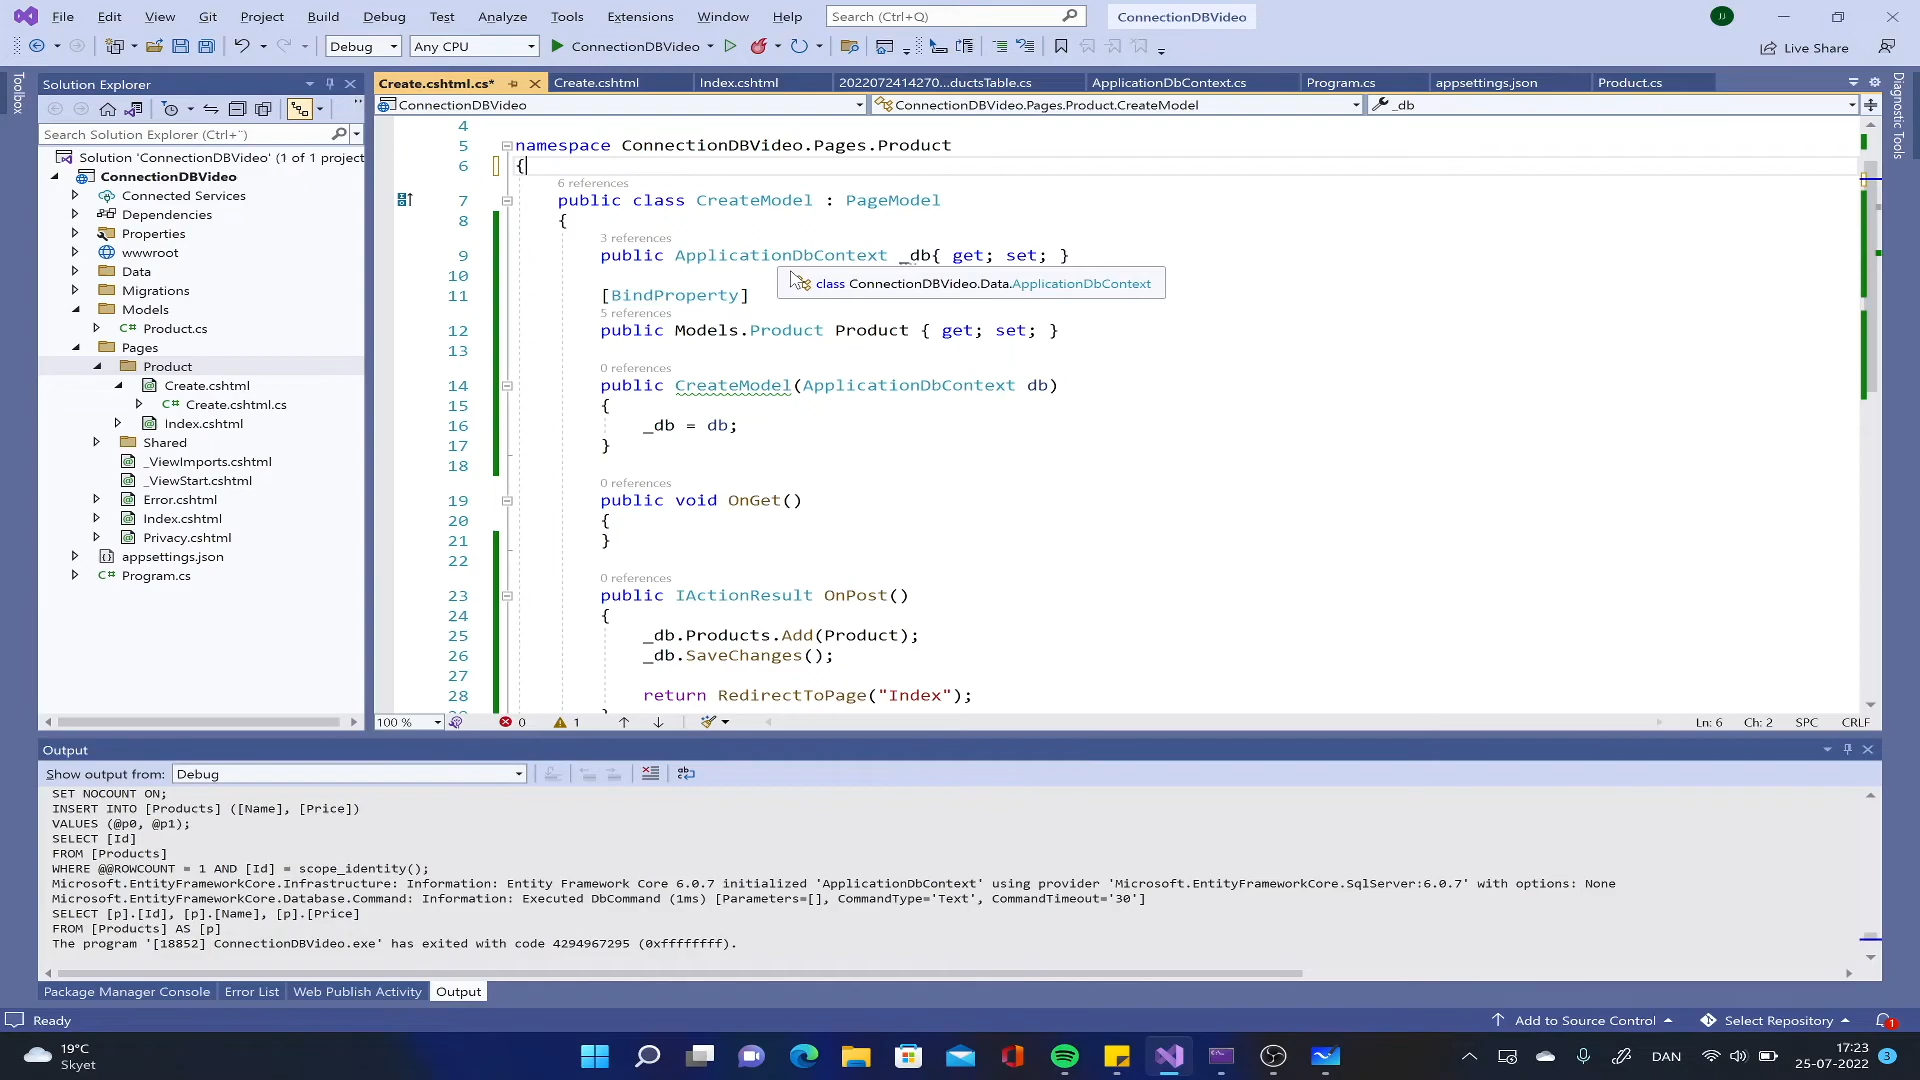 File Edit View Git Project Build Debug Test Analyze Tools Extensions Window Help Search (Ctrl+Q) ConnectionDBVideo JJ
Debug Any CPU ConnectionDBVideo Live Share
Toolbox
Solution Explorer
Search Solution Explorer (Ctrl+¨)
Solution 'ConnectionDBVideo' (1 of 1 project
ConnectionDBVideo
Connected Services
Dependencies
Properties
wwwroot
Data
Migrations
Models
C# Product.cs
Pages
Product
Create.cshtml
C# Create.cshtml.cs
Index.cshtml
Shared
_ViewImports.cshtml
_ViewStart.cshtml
Error.cshtml
Index.cshtml
Privacy.cshtml
appsettings.json
C# Program.cs
Create.cshtml.cs* Create.cshtml Index.cshtml 2022072414270...ductsTable.cs ApplicationDbContext.cs Program.cs appsettings.json Product.cs
ConnectionDBVideo ConnectionDBVideo.Pages.Product.CreateModel _db
4
5 namespace ConnectionDBVideo.Pages.Product
6 {
6 references
7 public class CreateModel : PageModel
8 {
3 references
9 public ApplicationDbContext _db{ get; set; }
10 class ConnectionDBVideo.Data.ApplicationDbContext
11 [BindProperty]
5 references
12 public Models.Product Product { get; set; }
13
0 references
14 public CreateModel(ApplicationDbContext db)
15 {
16 _db = db;
17 }
18
0 references
19 public void OnGet()
20 {
21 }
22
0 references
23 public IActionResult OnPost()
24 {
25 _db.Products.Add(Product);
26 _db.SaveChanges();
27
28 return RedirectToPage("Index");
100 % 0 1 Ln: 6 Ch: 2 SPC CRLF
Diagnostic Tools
Output
Show output from: Debug
SET NOCOUNT ON;
INSERT INTO [Products] ([Name], [Price])
VALUES (@p0, @p1);
SELECT [Id]
FROM [Products]
WHERE @@ROWCOUNT = 1 AND [Id] = scope_identity();
Microsoft.EntityFrameworkCore.Infrastructure: Information: Entity Framework Core 6.0.7 initialized 'ApplicationDbContext' using provider 'Microsoft.EntityFrameworkCore.SqlServer:6.0.7' with options: None
Microsoft.EntityFrameworkCore.Database.Command: Information: Executed DbCommand (1ms) [Parameters=[], CommandType='Text', CommandTimeout='30']
SELECT [p].[Id], [p].[Name], [p].[Price]
FROM [Products] AS [p]
The program '[18852] ConnectionDBVideo.exe' has exited with code 4294967295 (0xffffffff).
Package Manager Console Error List Web Publish Activity Output
Ready Add to Source Control Select Repository 1
19°C
Skyet
DAN
17:23
25-07-2022 3